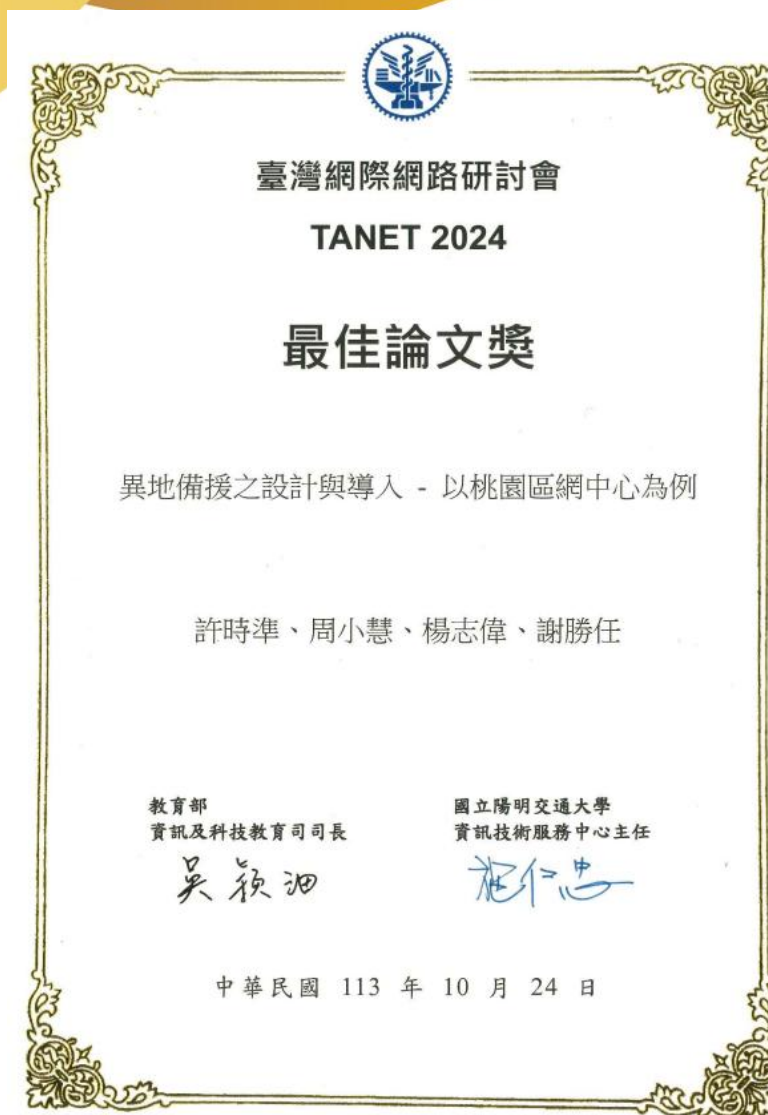 臺灣網際網路研討會
TANET 2024
最佳論文獎
異地備援之設計與導入 - 以桃園區網中心為例
許時準、周小慧、楊志偉、謝勝任
教育部
資訊及科技教育司司長
國立陽明交通大學
資訊技術服務中心主任
中華民國 113 年 10 月 24 日